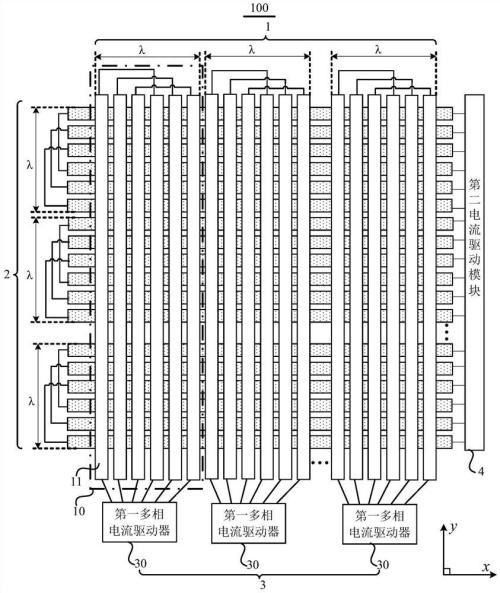 100
1
λ
λ
λ
2
λ
λ
λ
第二电流驱动模块
4
11
10
第一多相
电流驱动器
第一多相
电流驱动器
第一多相
电流驱动器
30
30
30
3
y
x